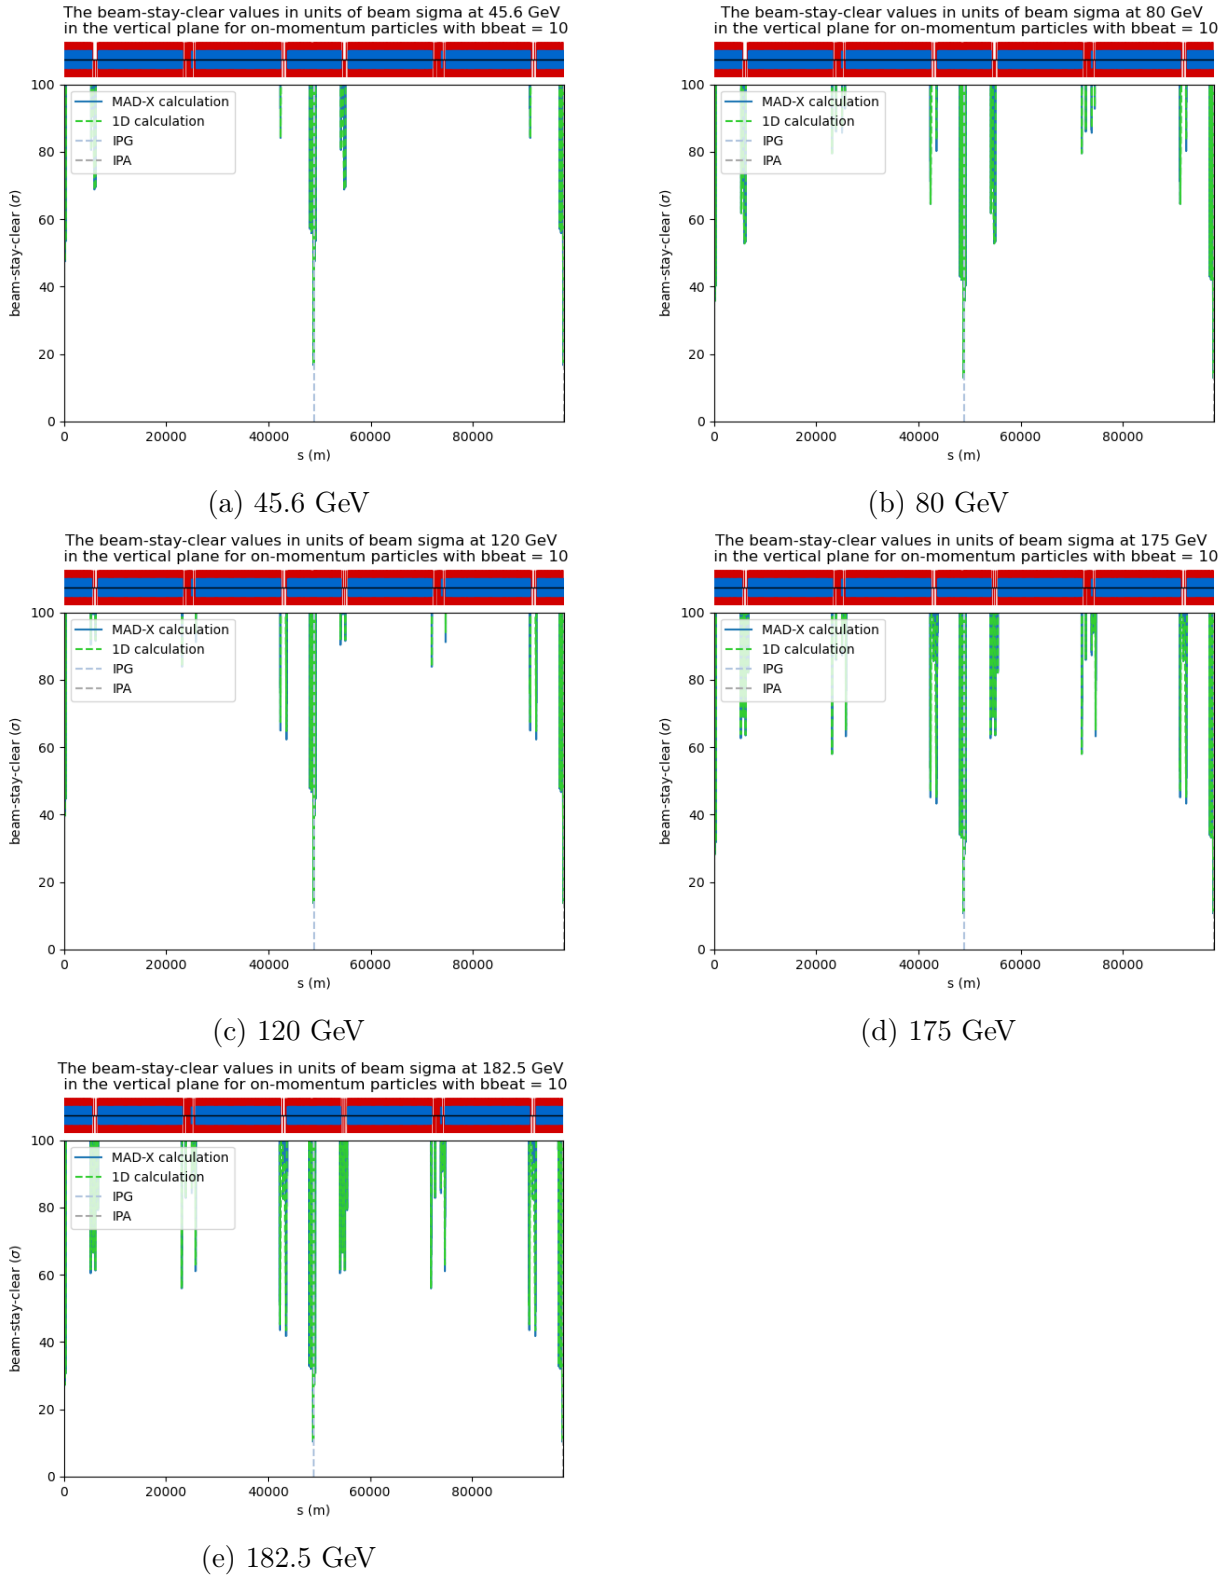 The beam-stay-clear values in units of beam sigma at 45.6 GeV
in the vertical plane for on-momentum particles with bbeat = 10
100
80
60
40
20
0
beam-stay-clear (σ)
MAD-X calculation
1D calculation
IPG
IPA
0 20000 40000 60000 80000
s (m)
(a) 45.6 GeV
The beam-stay-clear values in units of beam sigma at 80 GeV
in the vertical plane for on-momentum particles with bbeat = 10
100
80
60
40
20
0
beam-stay-clear (σ)
MAD-X calculation
1D calculation
IPG
IPA
0 20000 40000 60000 80000
s (m)
(b) 80 GeV
The beam-stay-clear values in units of beam sigma at 120 GeV
in the vertical plane for on-momentum particles with bbeat = 10
100
80
60
40
20
0
beam-stay-clear (σ)
MAD-X calculation
1D calculation
IPG
IPA
0 20000 40000 60000 80000
s (m)
(c) 120 GeV
The beam-stay-clear values in units of beam sigma at 175 GeV
in the vertical plane for on-momentum particles with bbeat = 10
100
80
60
40
20
0
beam-stay-clear (σ)
MAD-X calculation
1D calculation
IPG
IPA
0 20000 40000 60000 80000
s (m)
(d) 175 GeV
The beam-stay-clear values in units of beam sigma at 182.5 GeV
in the vertical plane for on-momentum particles with bbeat = 10
100
80
60
40
20
0
beam-stay-clear (σ)
MAD-X calculation
1D calculation
IPG
IPA
0 20000 40000 60000 80000
s (m)
(e) 182.5 GeV